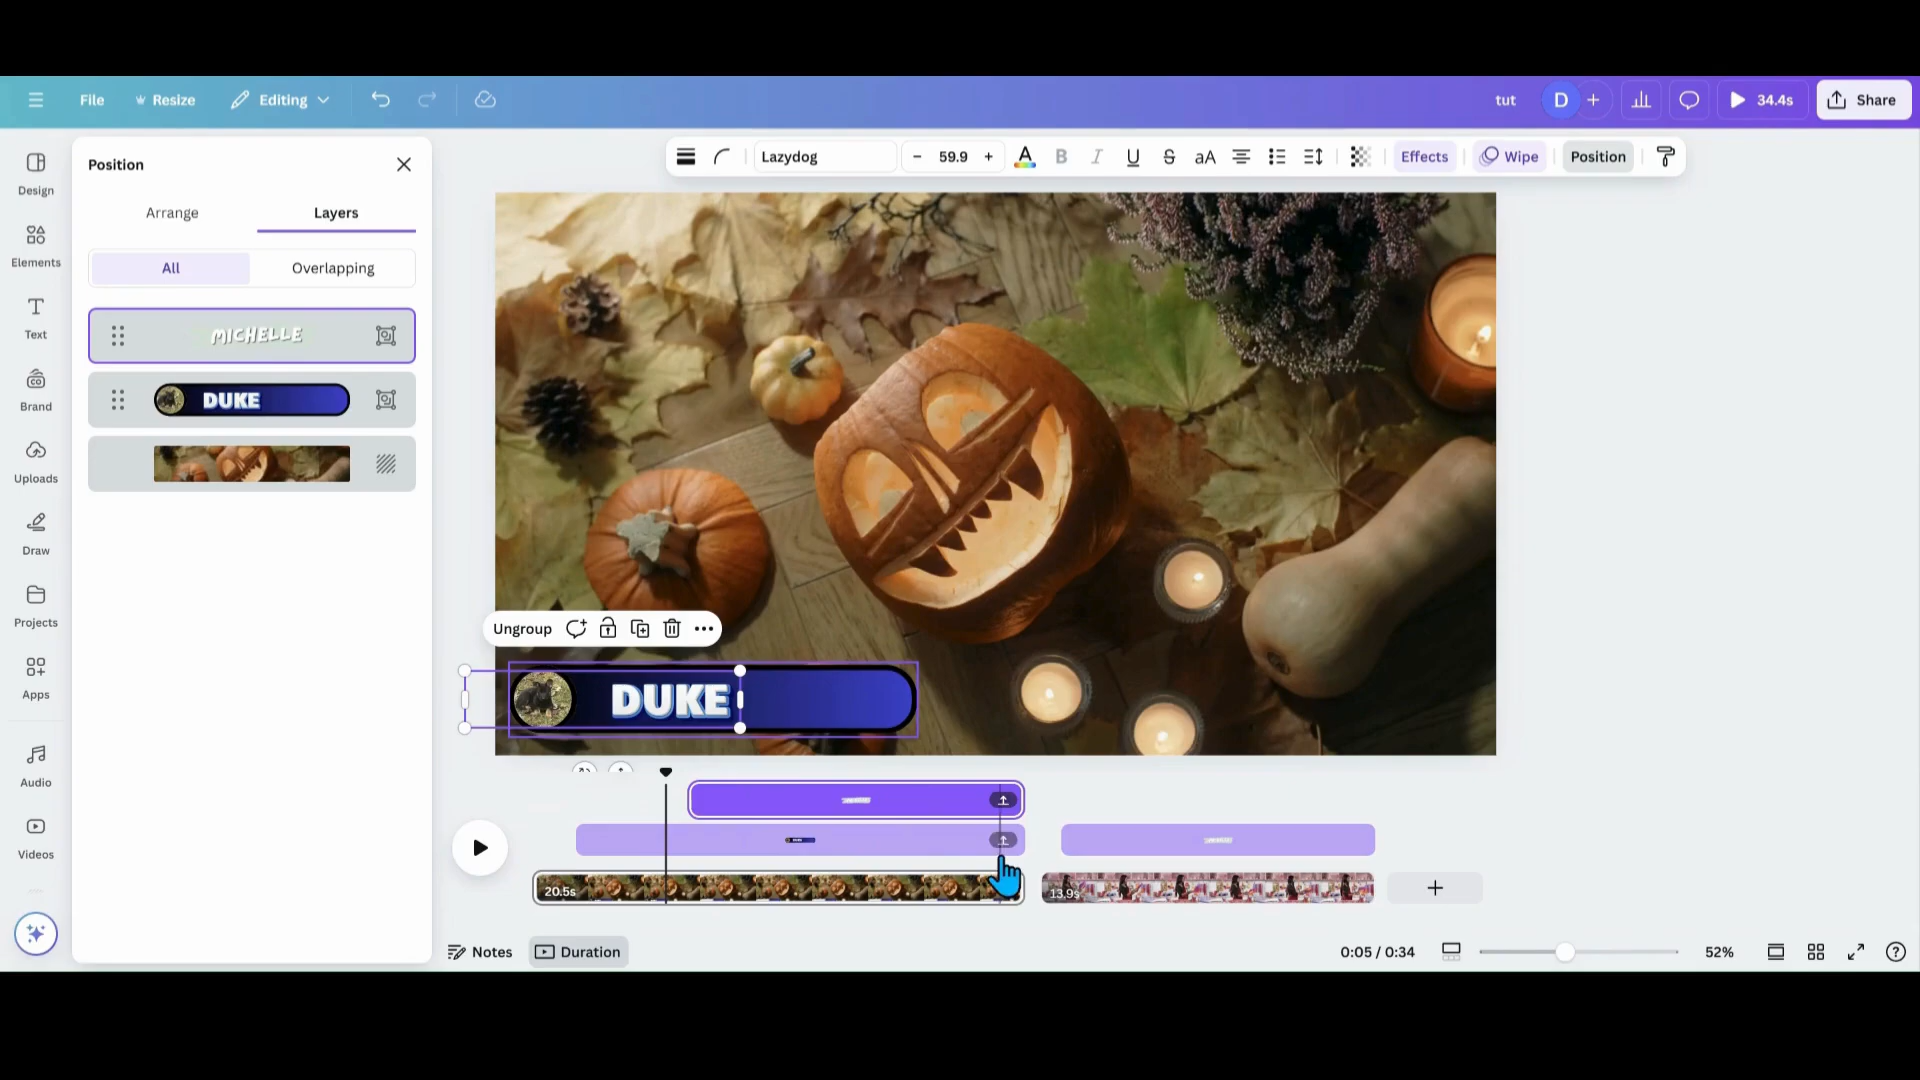 File
Resize
Editing
tut
D
34.4s
Share
Position
Arrange
Layers
All
Overlapping
MICHELLE
DUKE
Design
Elements
Text
Brand
Uploads
Draw
Projects
Apps
Audio
Videos
Lazydog
- 59.9 +
A
B
I
U
S
aA
Effects
Wipe
Position
Ungroup
DUKE
20.5s
13.9s
Notes
Duration
0:05 / 0:34
52%